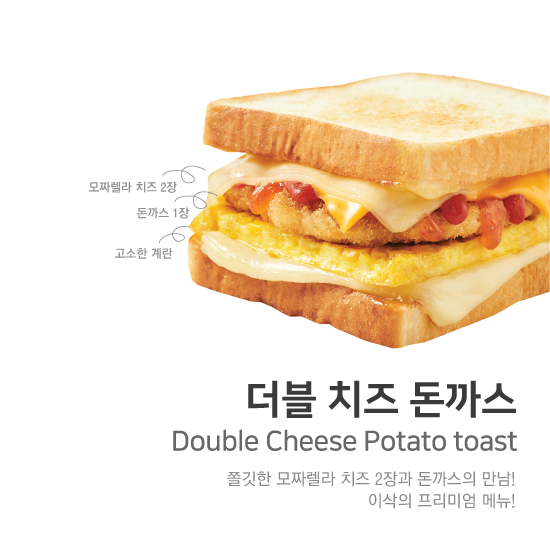 모짜렐라 치즈 2장
돈까스 1장
고소한 계란
더블 치즈 돈까스
Double Cheese Potato toast
쫄깃한 모짜렐라 치즈 2장과 돈까스의 만남!
이삭의 프리미엄 메뉴!